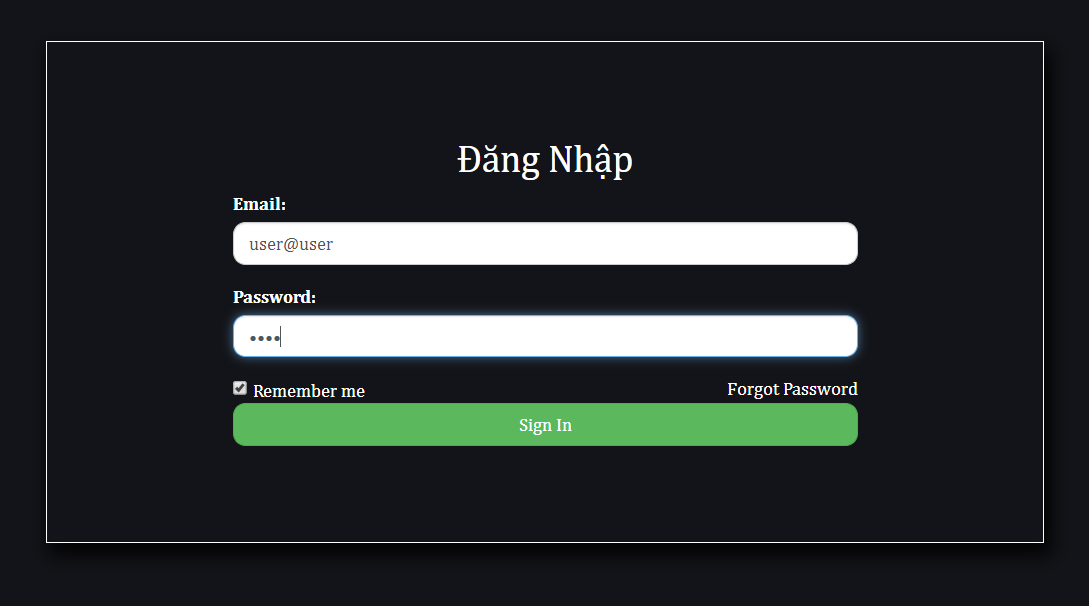 Đăng Nhập
Email:
user@user
Password:
••••
Remember me
Forgot Password
Sign In